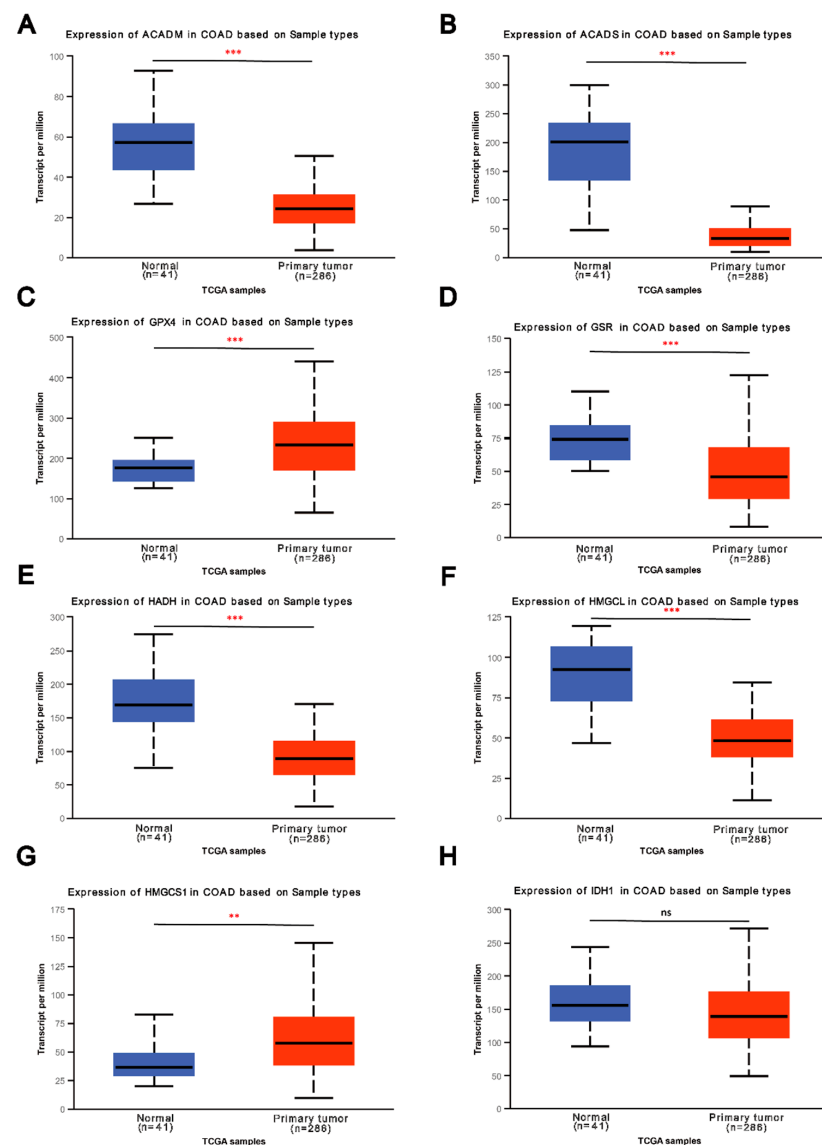 A
Expression of ACADM in COAD based on Sample types
***
Transcript per million
100
80
60
40
20
0
Normal
(n=41)
Primary tumor
(n=286)
TCGA samples
B
Expression of ACADS in COAD based on Sample types
***
Transcript per million
350
300
250
200
150
100
50
0
Normal
(n=41)
Primary tumor
(n=286)
TCGA samples
C
Expression of GPX4 in COAD based on Sample types
***
Transcript per million
500
400
300
200
100
0
Normal
(n=41)
Primary tumor
(n=286)
TCGA samples
D
Expression of GSR in COAD based on Sample types
***
Transcript per million
150
125
100
75
50
25
0
Normal
(n=41)
Primary tumor
(n=286)
TCGA samples
E
Expression of HADH in COAD based on Sample types
***
Transcript per million
300
250
200
150
100
50
0
Normal
(n=41)
Primary tumor
(n=286)
TCGA samples
F
Expression of HMGCL in COAD based on Sample types
***
Transcript per million
125
100
75
50
25
0
Normal
(n=41)
Primary tumor
(n=286)
TCGA samples
G
Expression of HMGCS1 in COAD based on Sample types
**
Transcript per million
175
150
125
100
75
50
25
0
Normal
(n=41)
Primary tumor
(n=286)
TCGA samples
H
Expression of IDH1 in COAD based on Sample types
ns
Transcript per million
300
250
200
150
100
50
0
Normal
(n=41)
Primary tumor
(n=286)
TCGA samples